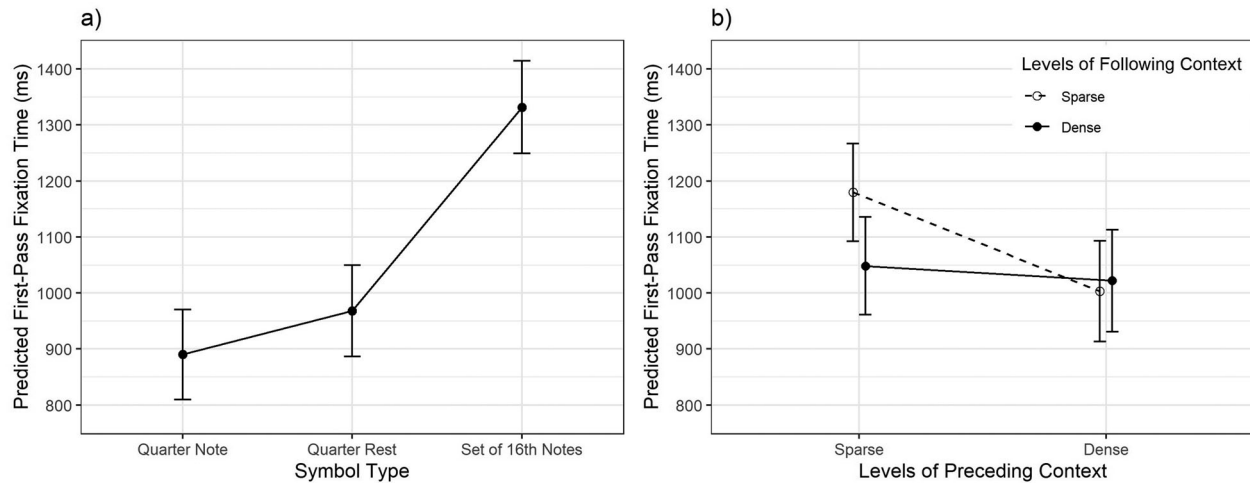 a)
Predicted First-Pass Fixation Time (ms)
1400
1300
1200
1100
1000
900
800
Quarter Note Quarter Rest Set of 16th Notes
Symbol Type
b)
Predicted First-Pass Fixation Time (ms)
1400
1300
1200
1100
1000
900
800
Levels of Following Context
Sparse
Dense
Sparse Dense
Levels of Preceding Context